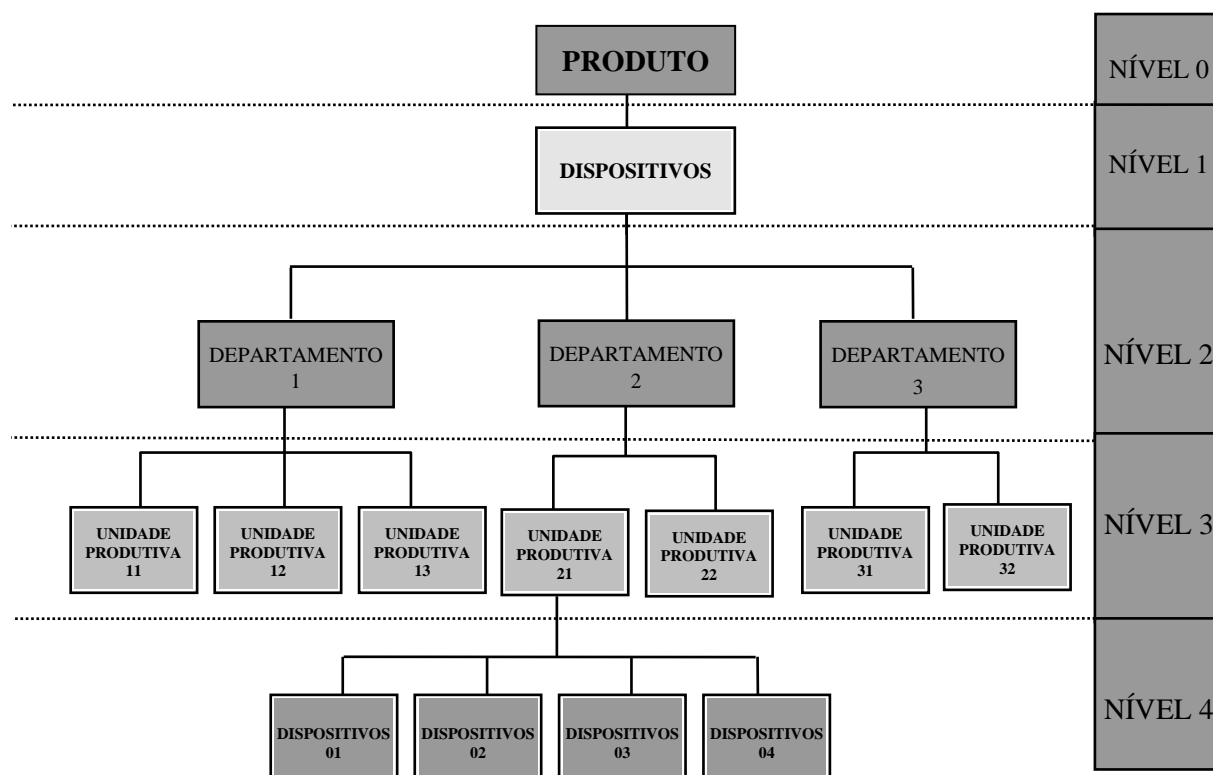 PRODUTO
NÍVEL 0
DISPOSITIVOS
NÍVEL 1
DEPARTAMENTO
1
DEPARTAMENTO
2
DEPARTAMENTO
3
NÍVEL 2
UNIDADE
PRODUTIVA
11
UNIDADE
PRODUTIVA
12
UNIDADE
PRODUTIVA
13
UNIDADE
PRODUTIVA
21
UNIDADE
PRODUTIVA
22
UNIDADE
PRODUTIVA
31
UNIDADE
PRODUTIVA
32
NÍVEL 3
DISPOSITIVOS
01
DISPOSITIVOS
02
DISPOSITIVOS
03
DISPOSITIVOS
04
NÍVEL 4